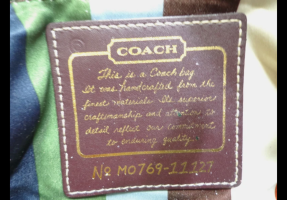 COACH
This is a Coach bag.
It was handcrafted from the
finest materials. Its superior
craftsmanship and attention to
detail reflect our commitment
to enduring quality.
No M0769-11127